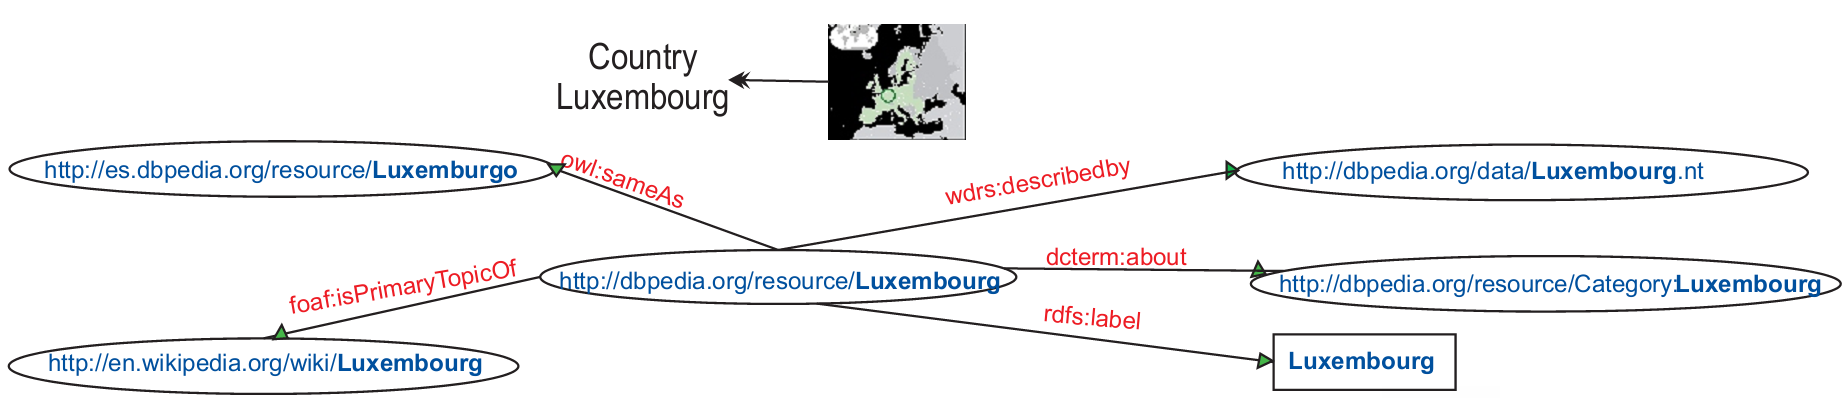 Country
Luxembourg
http://es.dbpedia.org/resource/Luxemburgo
owl:sameAs
wdrs:describedby
http://dbpedia.org/data/Luxembourg.nt
foaf:isPrimaryTopicOf
http://dbpedia.org/resource/Luxembourg
dcterm:about
http://dbpedia.org/resource/Category:Luxembourg
rdfs:label
http://en.wikipedia.org/wiki/Luxembourg
Luxembourg